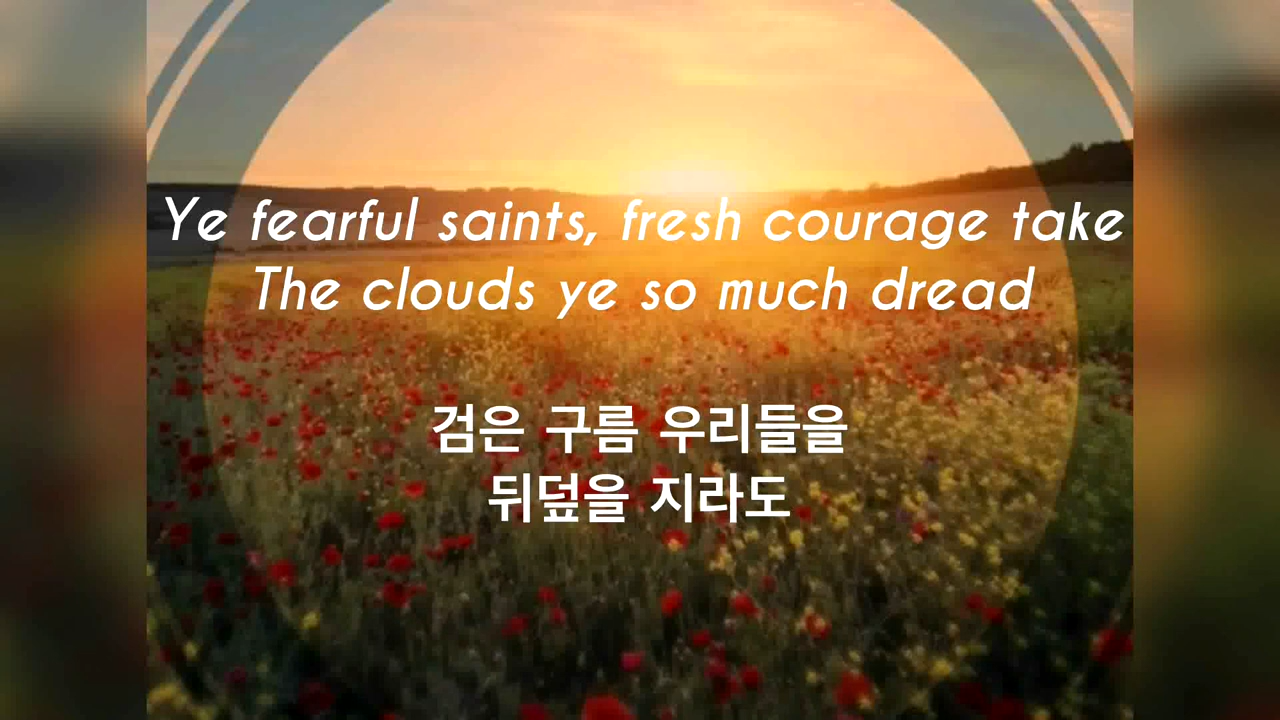 Ye fearful saints, fresh courage take
The clouds ye so much dread
검은 구름 우리들을
뒤덮을 지라도